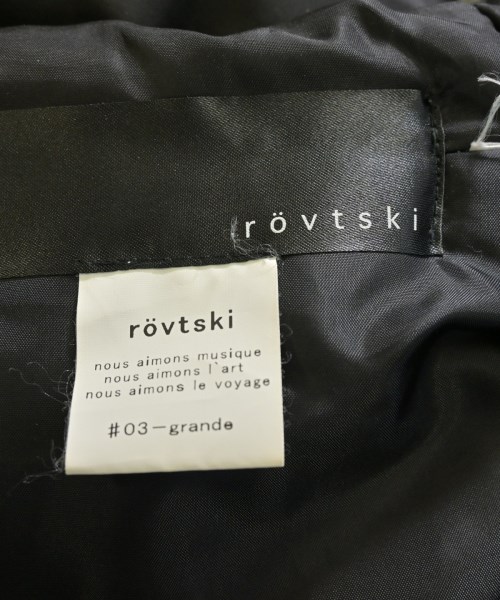 rövtski
rövtski
nous aimons musique
nous aimons l'art
nous aimons le voyage
#03-grande